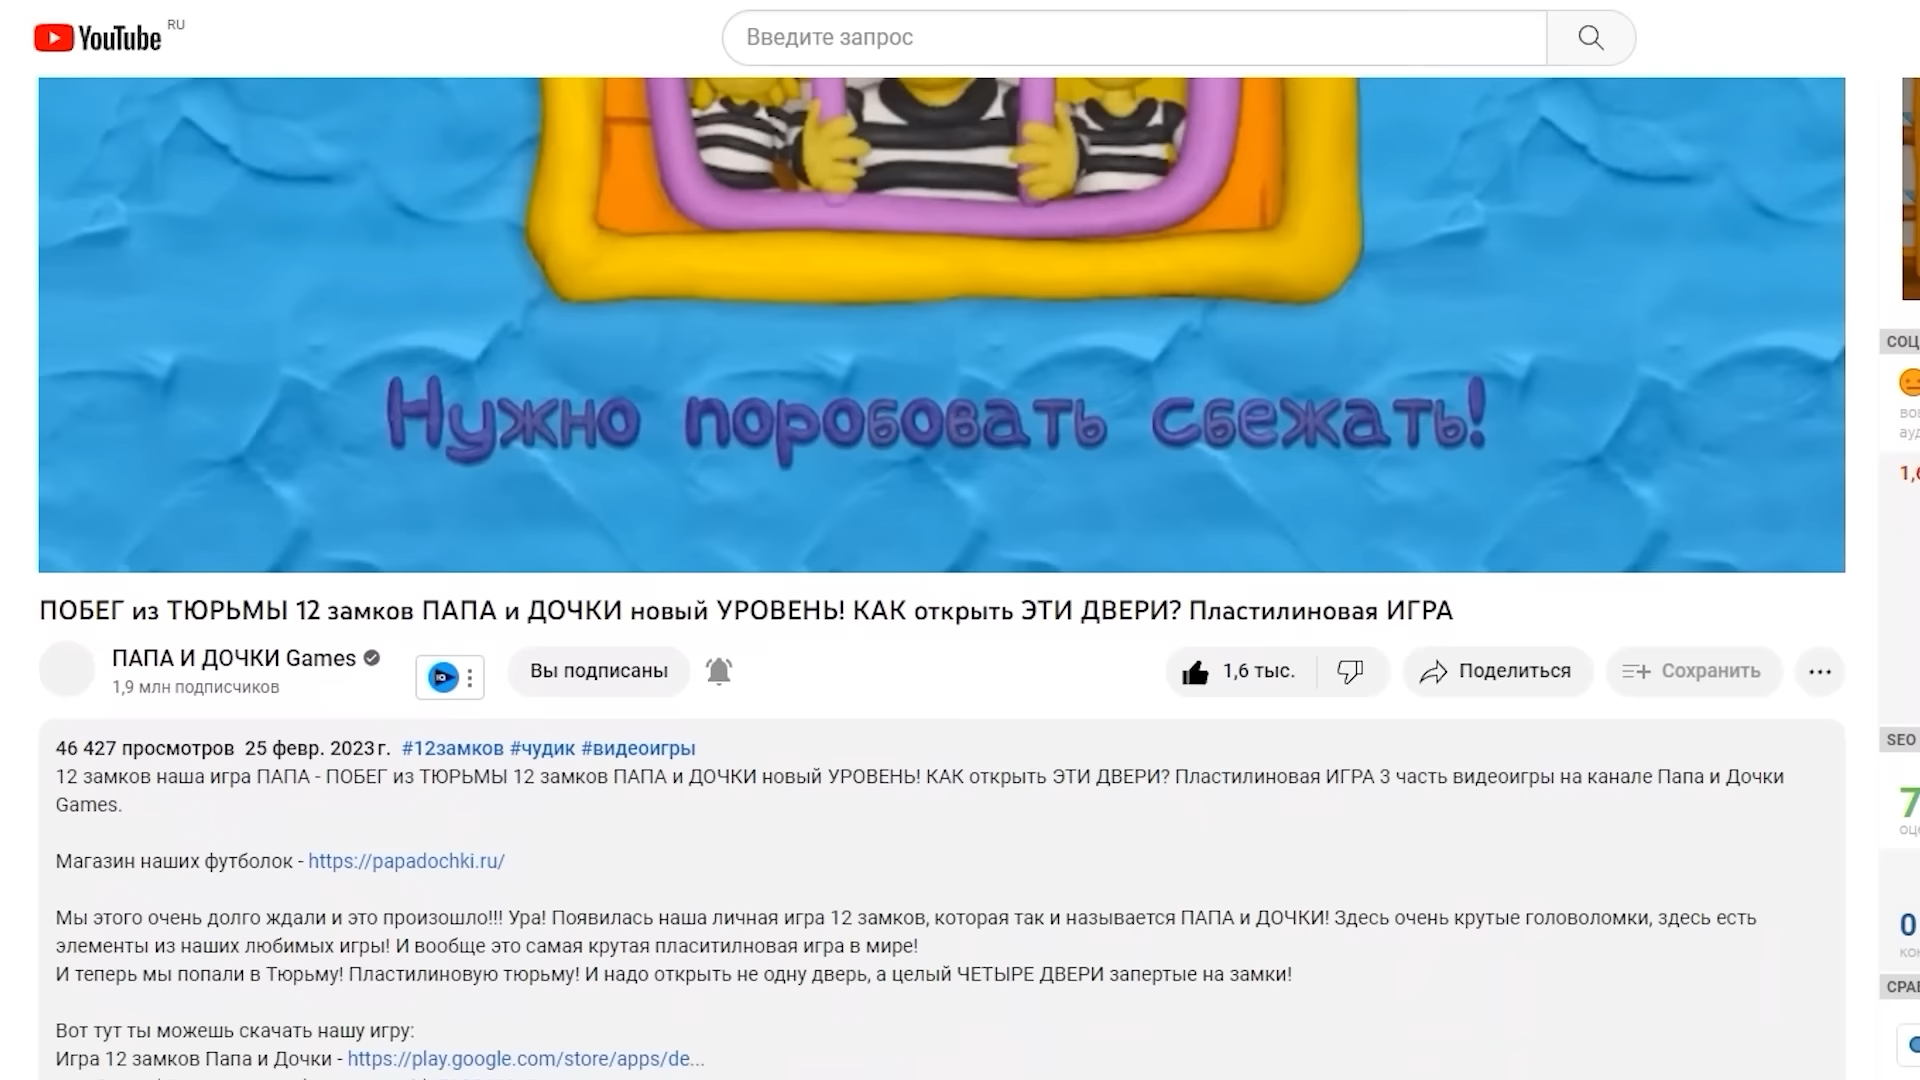 YouTube RU
Введите запрос
Нужно поробовать сбежать!
ПОБЕГ из ТЮРЬМЫ 12 замков ПАПА и ДОЧКИ новый УРОВЕНЬ! КАК открыть ЭТИ ДВЕРИ? Пластилиновая ИГРА
ПАПА И ДОЧКИ Games
1,9 млн подписчиков
Вы подписаны
1,6 тыс.
Поделиться
Сохранить
46 427 просмотров 25 февр. 2023 г. #12замков #чудик #видеоигры
12 замков наша игра ПАПА - ПОБЕГ из ТЮРЬМЫ 12 замков ПАПА и ДОЧКИ новый УРОВЕНЬ! КАК открыть ЭТИ ДВЕРИ? Пластилиновая ИГРА 3 часть видеоигры на канале Папа и Дочки
Games.
Магазин наших футболок - https://papadochki.ru/
Мы этого очень долго ждали и это произошло!!! Ура! Появилась наша личная игра 12 замков, которая так и называется ПАПА и ДОЧКИ! Здесь очень крутые головоломки, здесь есть
элементы из наших любимых игры! И вообще это самая крутая пласитилновая игра в мире!
И теперь мы попали в Тюрьму! Пластилиновую тюрьму! И надо открыть не одну дверь, а целый ЧЕТЫРЕ ДВЕРИ запертые на замки!
Вот тут ты можешь скачать нашу игру:
Игра 12 замков Папа и Дочки - https://play.google.com/store/apps/de...
SEO